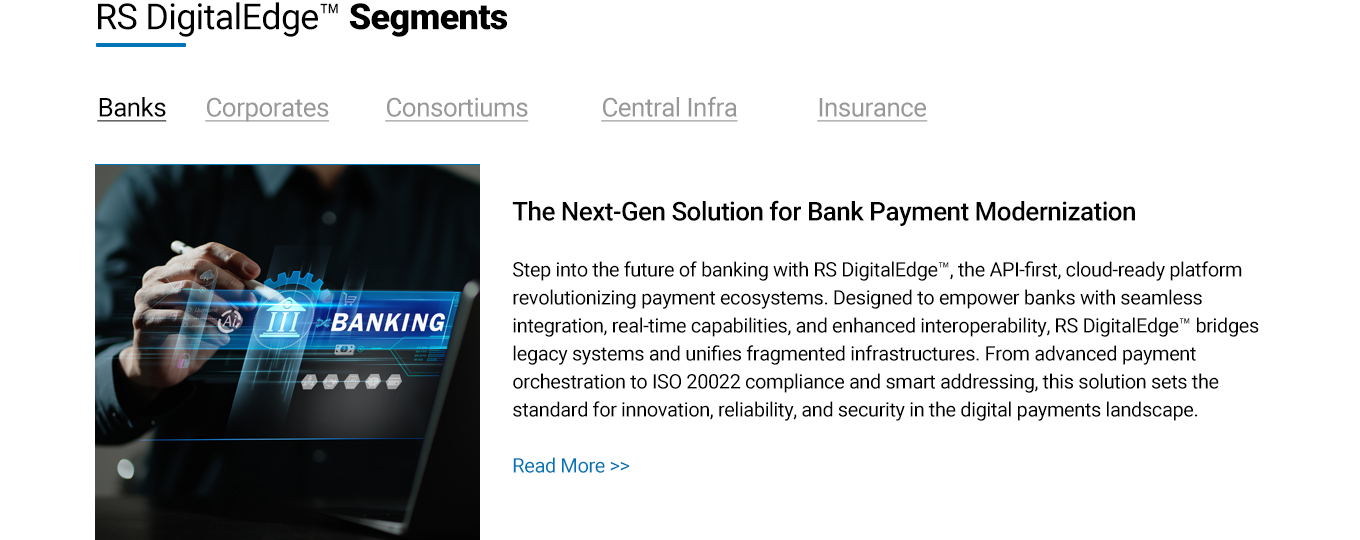 RS DigitalEdge™ Segments
Banks Corporates Consortiums Central Infra Insurance
The Next-Gen Solution for Bank Payment Modernization
Step into the future of banking with RS DigitalEdge™, the API-first, cloud-ready platform
revolutionizing payment ecosystems. Designed to empower banks with seamless
integration, real-time capabilities, and enhanced interoperability, RS DigitalEdge™ bridges
legacy systems and unifies fragmented infrastructures. From advanced payment
orchestration to ISO 20022 compliance and smart addressing, this solution sets the
standard for innovation, reliability, and security in the digital payments landscape.
Read More >>
Ai
BANKING